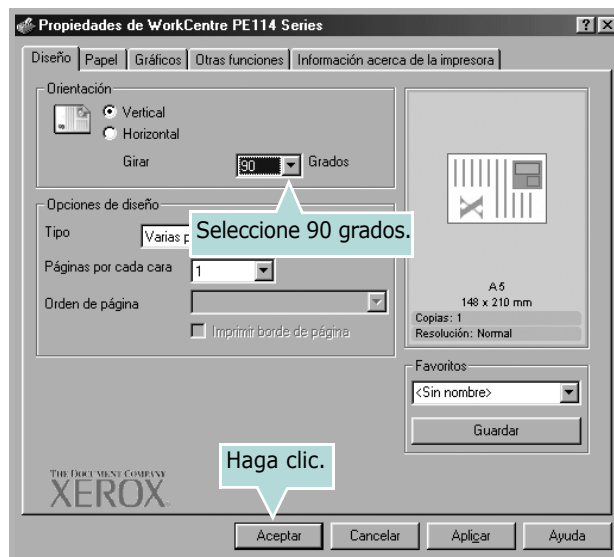 Propiedades de WorkCentre PE114 Series
Diseño Papel Gráficos Otras funciones Información acerca de la impresora
Orientación
Vertical
Horizontal
Girar 90 Grados
Opciones de diseño
Tipo Varias
Seleccione 90 grados.
Páginas por cada cara 1
Orden de página
Imprimir borde de página
A5
148 x 210 mm
Copias: 1
Resolución: Normal
Favoritos
<Sin nombre>
Guardar
Haga clic.
THE DOCUMENT COMPANY
XEROX
Aceptar Cancelar Aplicar Ayuda